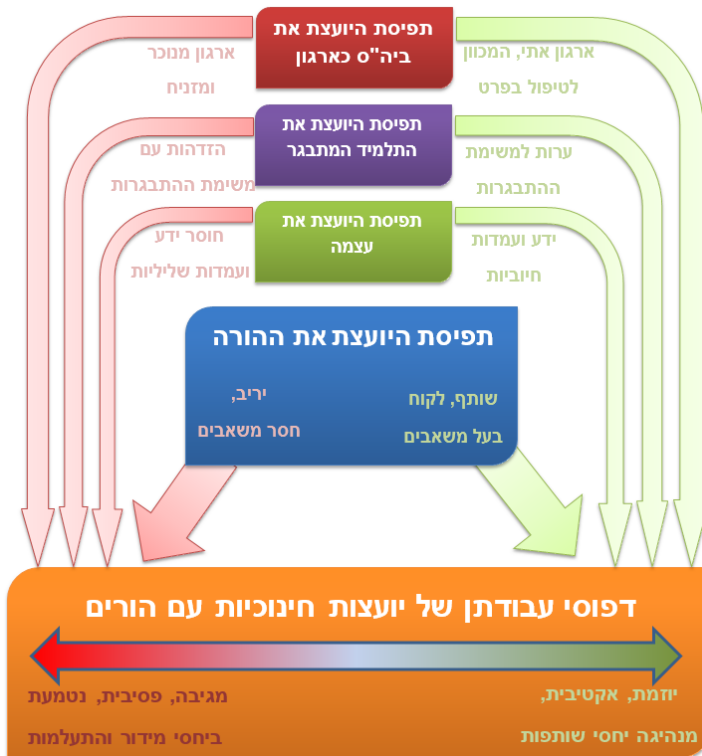 תפיסת היועצת את
ביה"ס כארגון
ארגון אתי, המכוון
לטיפול בפרט
ארגון מנוכר
ומזניח
תפיסת היועצת את
התלמיד המתבגר
ערות למשימת
ההתבגרות
הזדהות עם
משימת ההתבגרות
תפיסת היועצת את
עצמה
ידע ועמדות
חיוביות
חוסר ידע
ועמדות שליליות
תפיסת היועצת את ההורה
שותף, לקוח
בעל משאבים
יריב,
חסר משאבים
דפוסי עבודתן של יועצות חינוכיות עם הורים
יוזמת, אקטיבית,
מנהיגה יחסי שותפות
מגיבה, פסיבית, נטמעת
ביחסי מידור והתעלמות